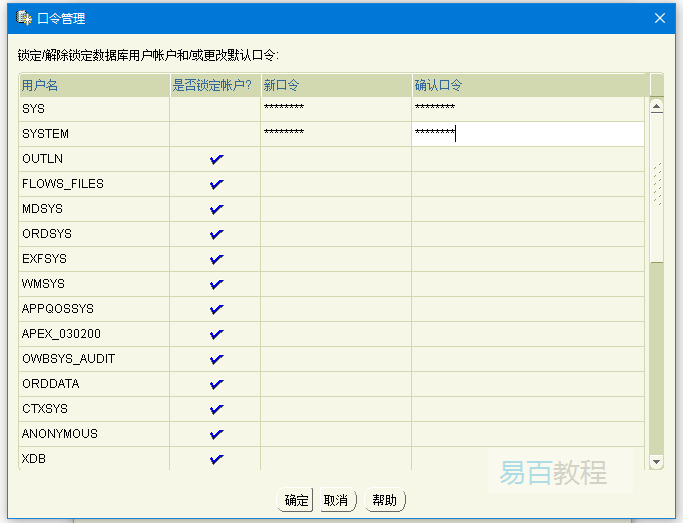 口令管理
锁定/解除锁定数据库用户帐户和/或更改默认口令:
用户名 是否锁定帐户? 新口令 确认口令
SYS ******** ********
SYSTEM ******** ********
OUTLN
FLOWS_FILES
MDSYS
ORDSYS
EXFSYS
WMSYS
APPQOSSYS
APEX_030200
OWBSYS_AUDIT
ORDDATA
CTXSYS
ANONYMOUS
XDB
易百教程
确定 取消 帮助